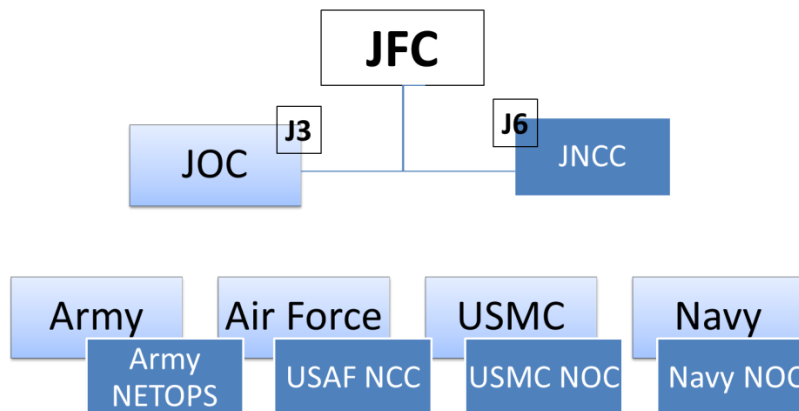 JFC
J3
J6
JOC
JNCC
Army
Air Force
USMC
Navy
Army
NETOPS
USAF NCC
USMC NOC
Navy NOC